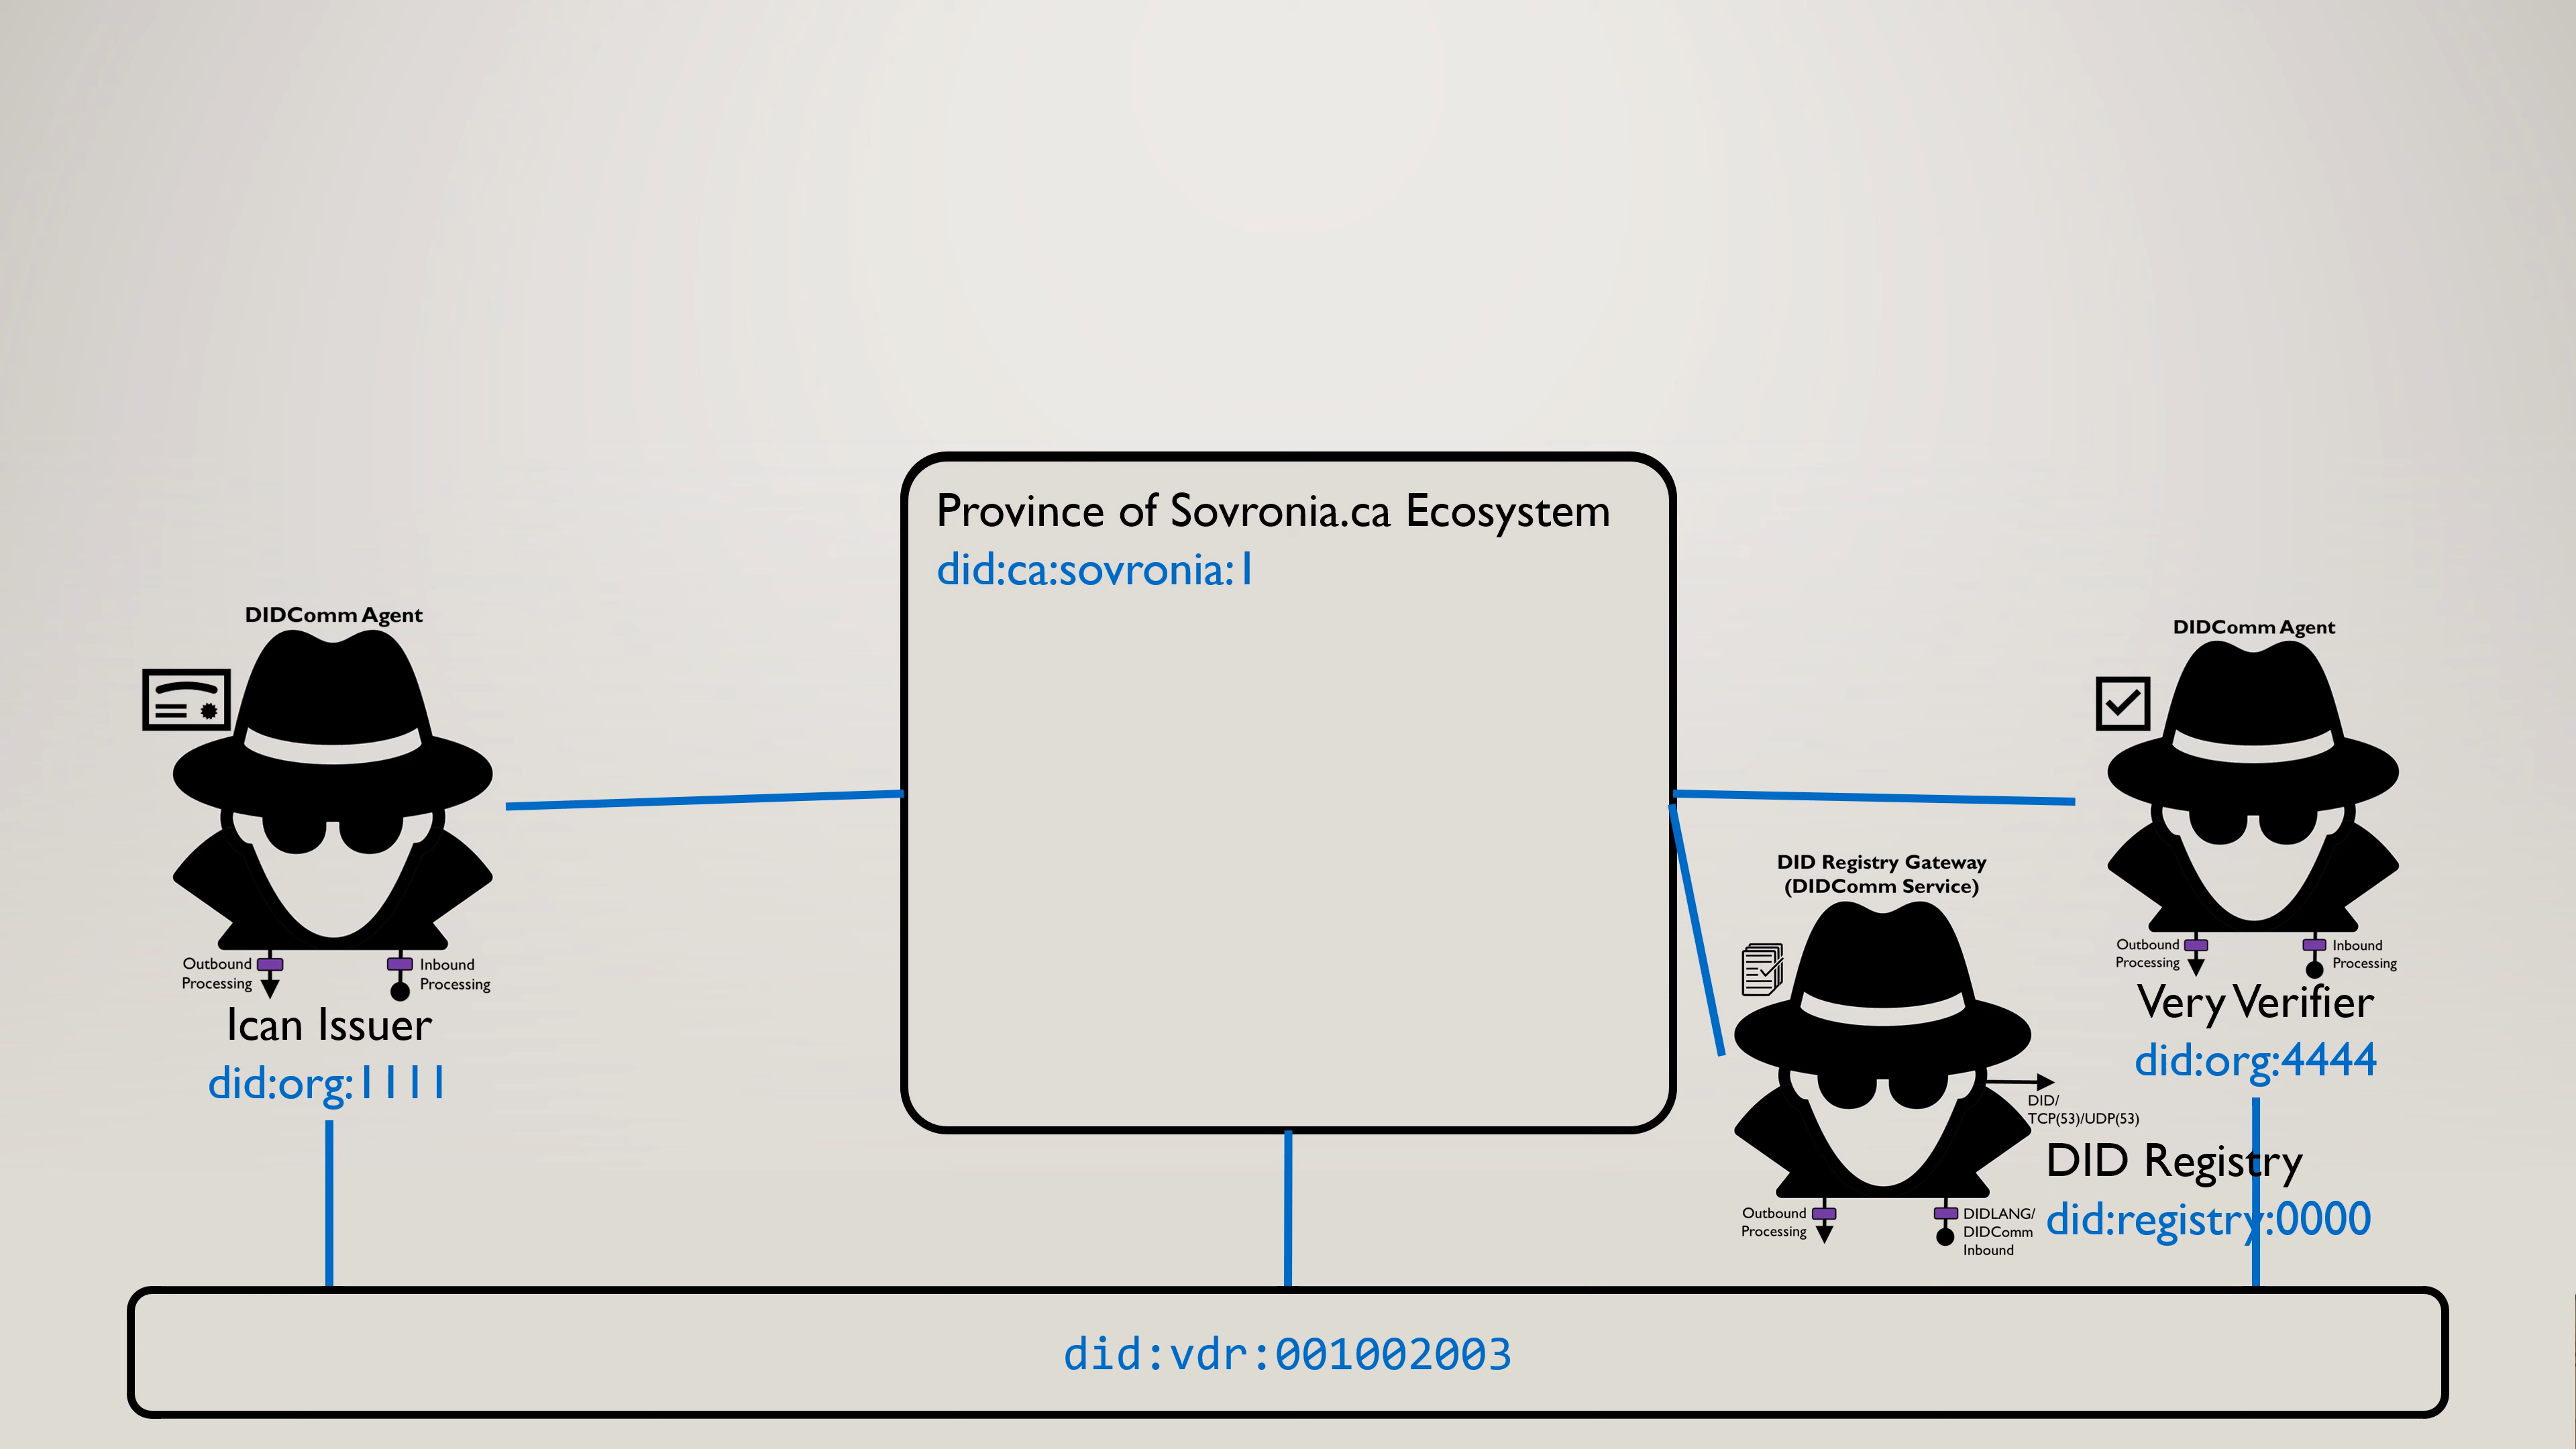 Province of Sovronia.ca Ecosystem
did:ca:sovronia:1
DIDComm Agent
Outbound
Processing
Inbound
Processing
Ican Issuer
did:org:1111
DIDComm Agent
Outbound
Processing
Inbound
Processing
Very Verifier
did:org:4444
DID Registry Gateway
(DIDComm Service)
DID/
TCP(53)/UDP(53)
DID Registry
did:registry:0000
Outbound
Processing
DIDLANG/
DIDComm
Inbound
did:vdr:001002003